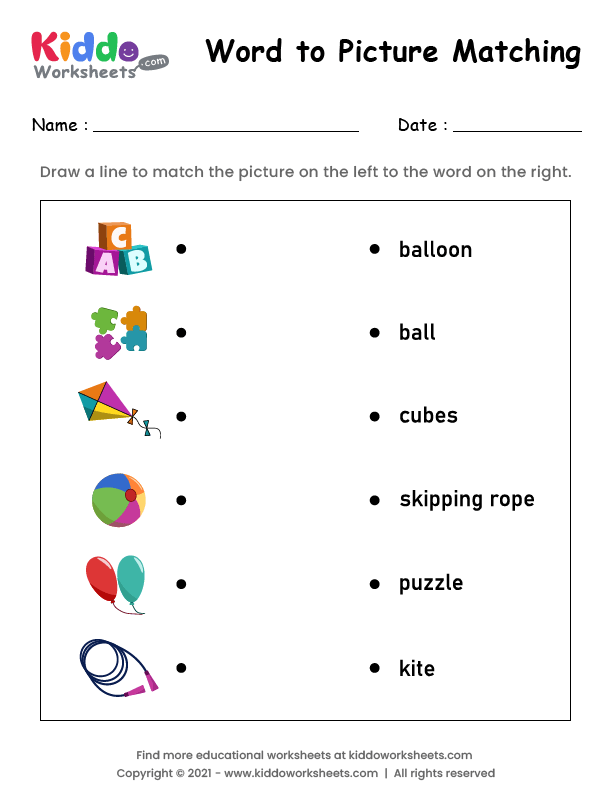 Kiddo
Worksheets
.com
Word to Picture Matching
Name : Date :
Draw a line to match the picture on the left to the word on the right.
C
A B
balloon
ball
cubes
skipping rope
puzzle
kite
Find more educational worksheets at kiddoworksheets.com
Copyright © 2021 - www.kiddoworksheets.com | All rights reserved